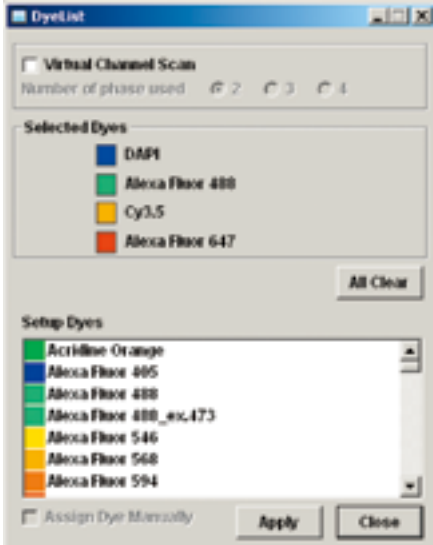 DyeList
Virtual Channel Scan
Number of phase used 2 3 4
Selected Dyes
DAPI
Alexa Fluor 488
Cy3.5
Alexa Fluor 647
All Clear
Setup Dyes
Acridine Orange
Alexa Fluor 405
Alexa Fluor 488
Alexa Fluor 488_ex.473
Alexa Fluor 546
Alexa Fluor 568
Alexa Fluor 594
Assign Dye Manually Apply Close